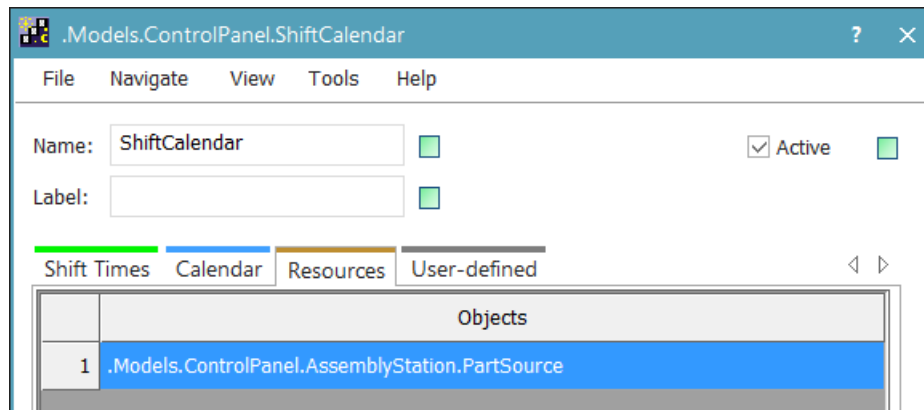 .Models.ControlPanel.ShiftCalendar ?
File Navigate View Tools Help
Name: ShiftCalendar Active
Label:
Shift Times Calendar Resources User-defined
Objects
1 .Models.ControlPanel.AssemblyStation.PartSource